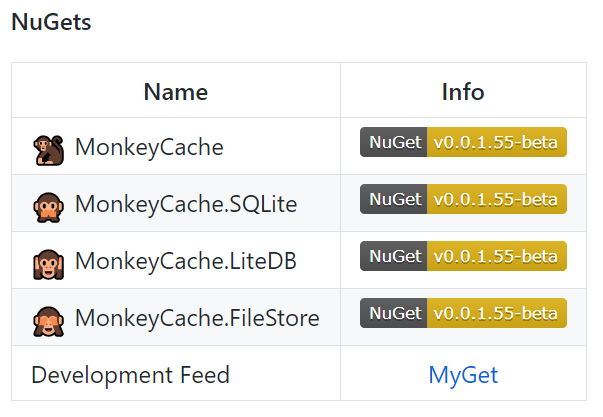 NuGets
Name Info
MonkeyCache NuGet v0.0.1.55-beta
MonkeyCache.SQLite NuGet v0.0.1.55-beta
MonkeyCache.LiteDB NuGet v0.0.1.55-beta
MonkeyCache.FileStore NuGet v0.0.1.55-beta
Development Feed MyGet